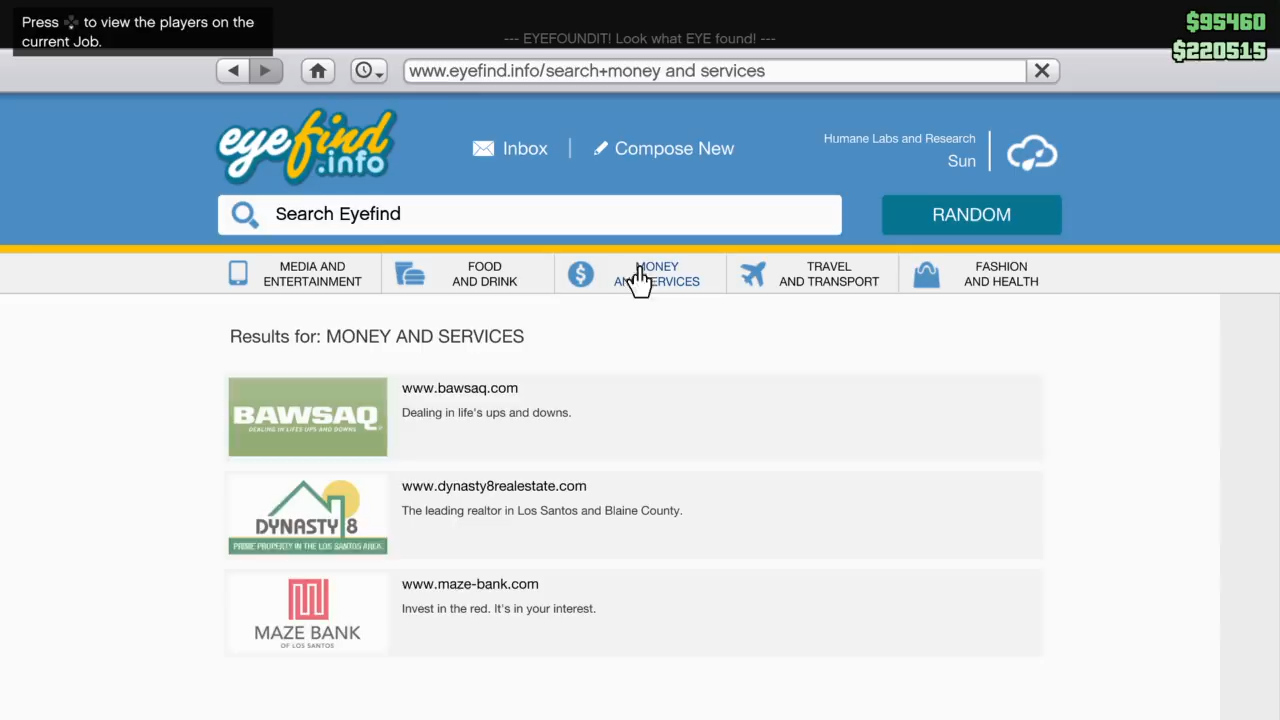 Press to view the players on the
current Job.
$95460
$220515
--- EYEFOUNDIT! Look what EYE found! ---
www.eyefind.info/search+money and services
eyefind
.info
Inbox
Compose New
Humane Labs and Research
Sun
Search Eyefind
RANDOM
MEDIA AND
ENTERTAINMENT
FOOD
AND DRINK
MONEY
AND SERVICES
TRAVEL
AND TRANSPORT
FASHION
AND HEALTH
Results for: MONEY AND SERVICES
BAWSAQ
DEALING IN LIFE'S UPS AND DOWNS
www.bawsaq.com
Dealing in life's ups and downs.
DYNASTY 8
PRIME PROPERTY IN THE LOS SANTOS AREA
www.dynasty8realestate.com
The leading realtor in Los Santos and Blaine County.
MAZE BANK
OF LOS SANTOS
www.maze-bank.com
Invest in the red. It's in your interest.